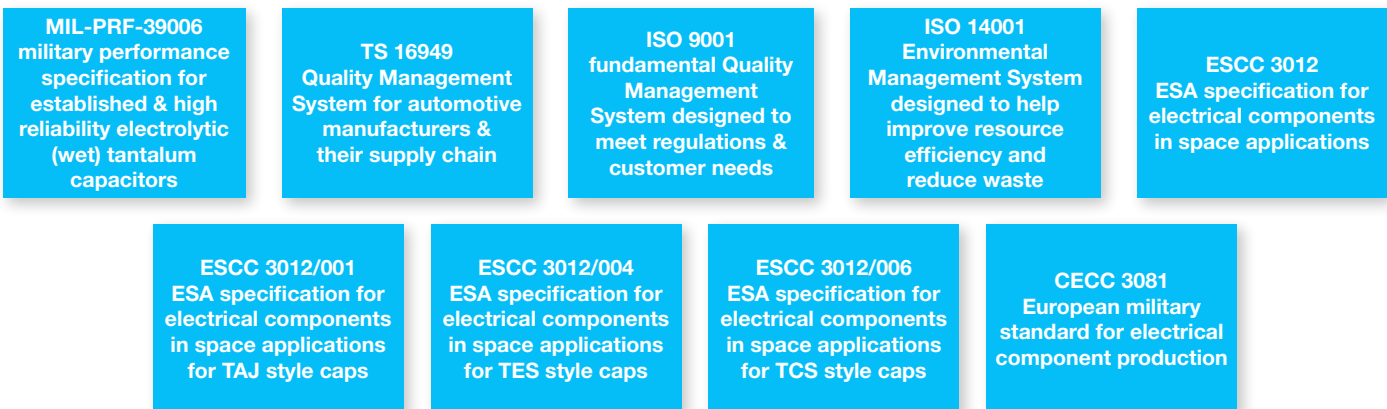 MIL-PRF-39006
military performance
specification for
established & high
reliability electrolytic
(wet) tantalum
capacitors
TS 16949
Quality Management
System for automotive
manufacturers &
their supply chain
ISO 9001
fundamental Quality
Management
System designed to
meet regulations &
customer needs
ISO 14001
Environmental
Management System
designed to help
improve resource
efficiency and
reduce waste
ESCC 3012
ESA specification for
electrical components
in space applications
ESCC 3012/001
ESA specification for
electrical components
in space applications
for TAJ style caps
ESCC 3012/004
ESA specification for
electrical components
in space applications
for TES style caps
ESCC 3012/006
ESA specification for
electrical components
in space applications
for TCS style caps
CECC 3081
European military
standard for electrical
component production